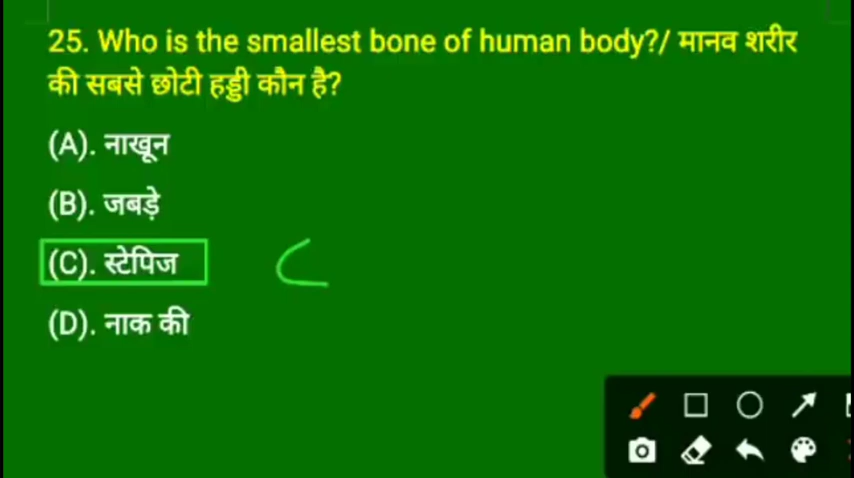 25. Who is the smallest bone of human body?/ मानव शरीर
की सबसे छोटी हड्डी कौन है?
(A). नाखून
(B). जबड़े
(C). स्टेपिज
C
(D). नाक की